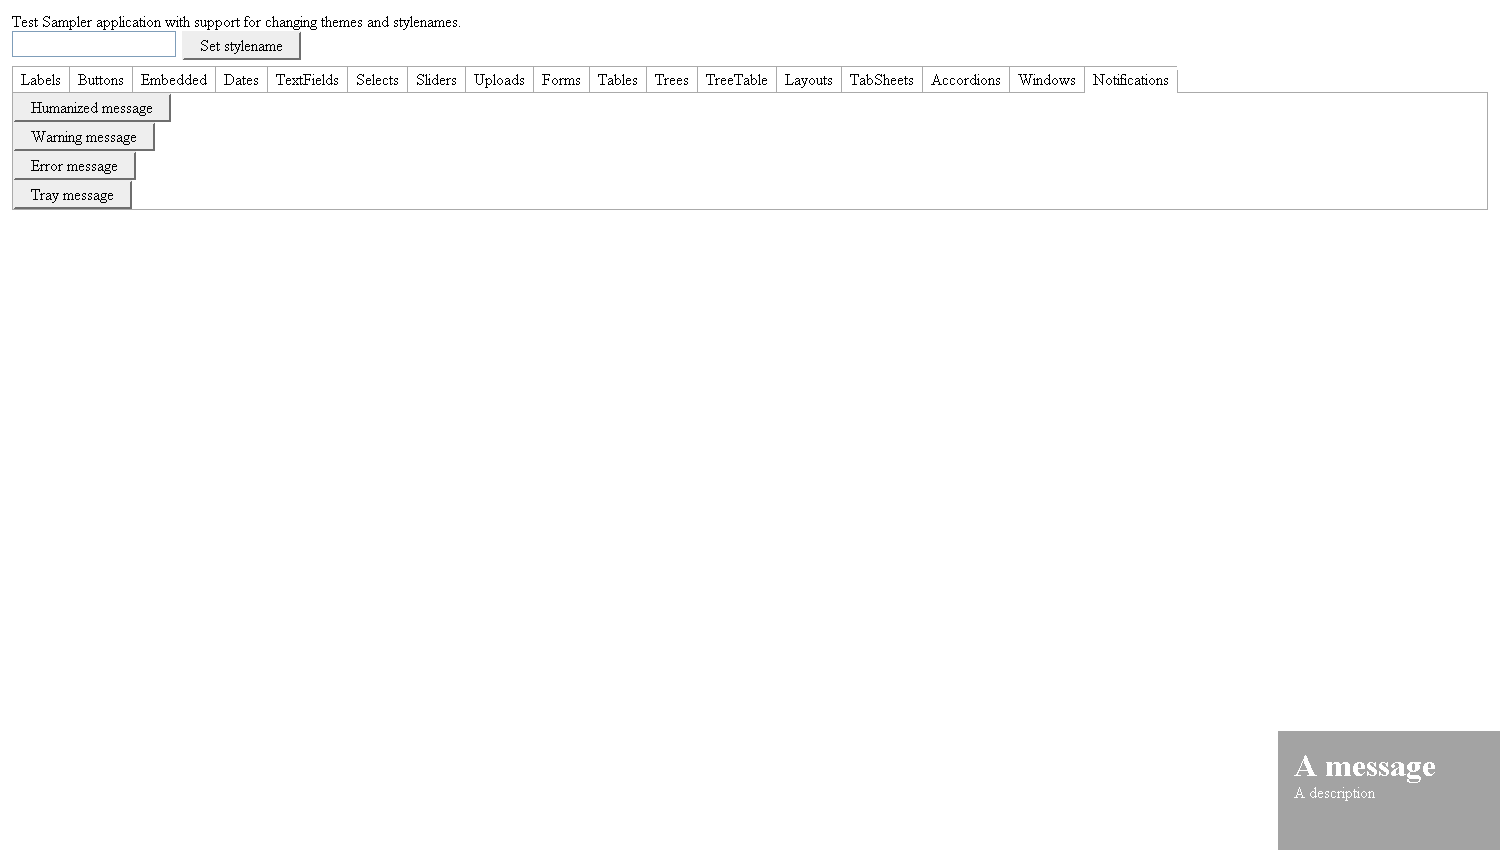 Test Sampler application with support for changing themes and stylenames.
Set stylename
Labels Buttons Embedded Dates TextFields Selects Sliders Uploads Forms Tables Trees TreeTable Layouts TabSheets Accordions Windows Notifications
Humanized message
Warning message
Error message
Tray message
A message
A description